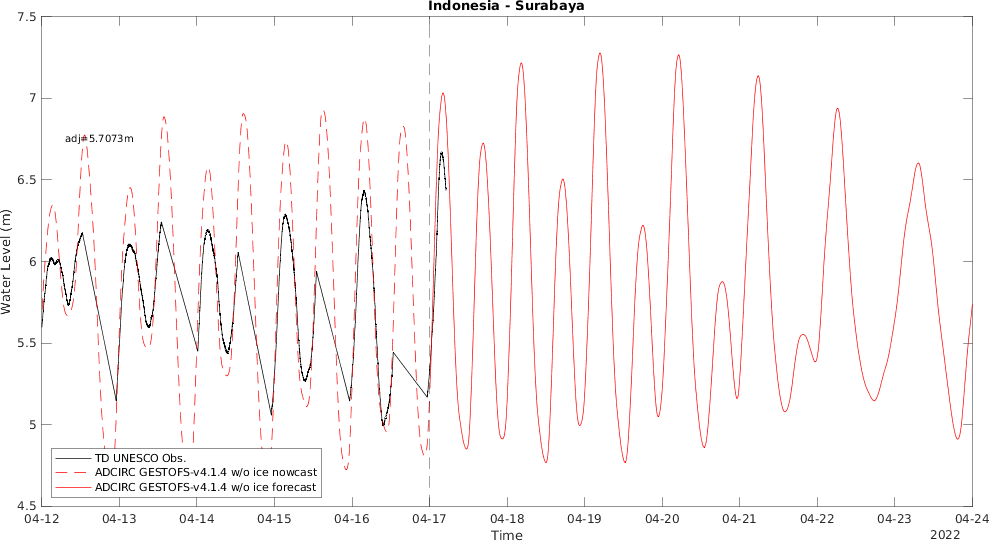 Indonesia - Surabaya
7.5
7
6.5
6
5.5
5
4.5
Water Level (m)
adj=5.7073m
TD UNESCO Obs.
ADCIRC GESTOFS-v4.1.4 w/o ice nowcast
ADCIRC GESTOFS-v4.1.4 w/o ice forecast
04-12 04-13 04-14 04-15 04-16 04-17 04-18 04-19 04-20 04-21 04-22 04-23 04-24
Time
2022